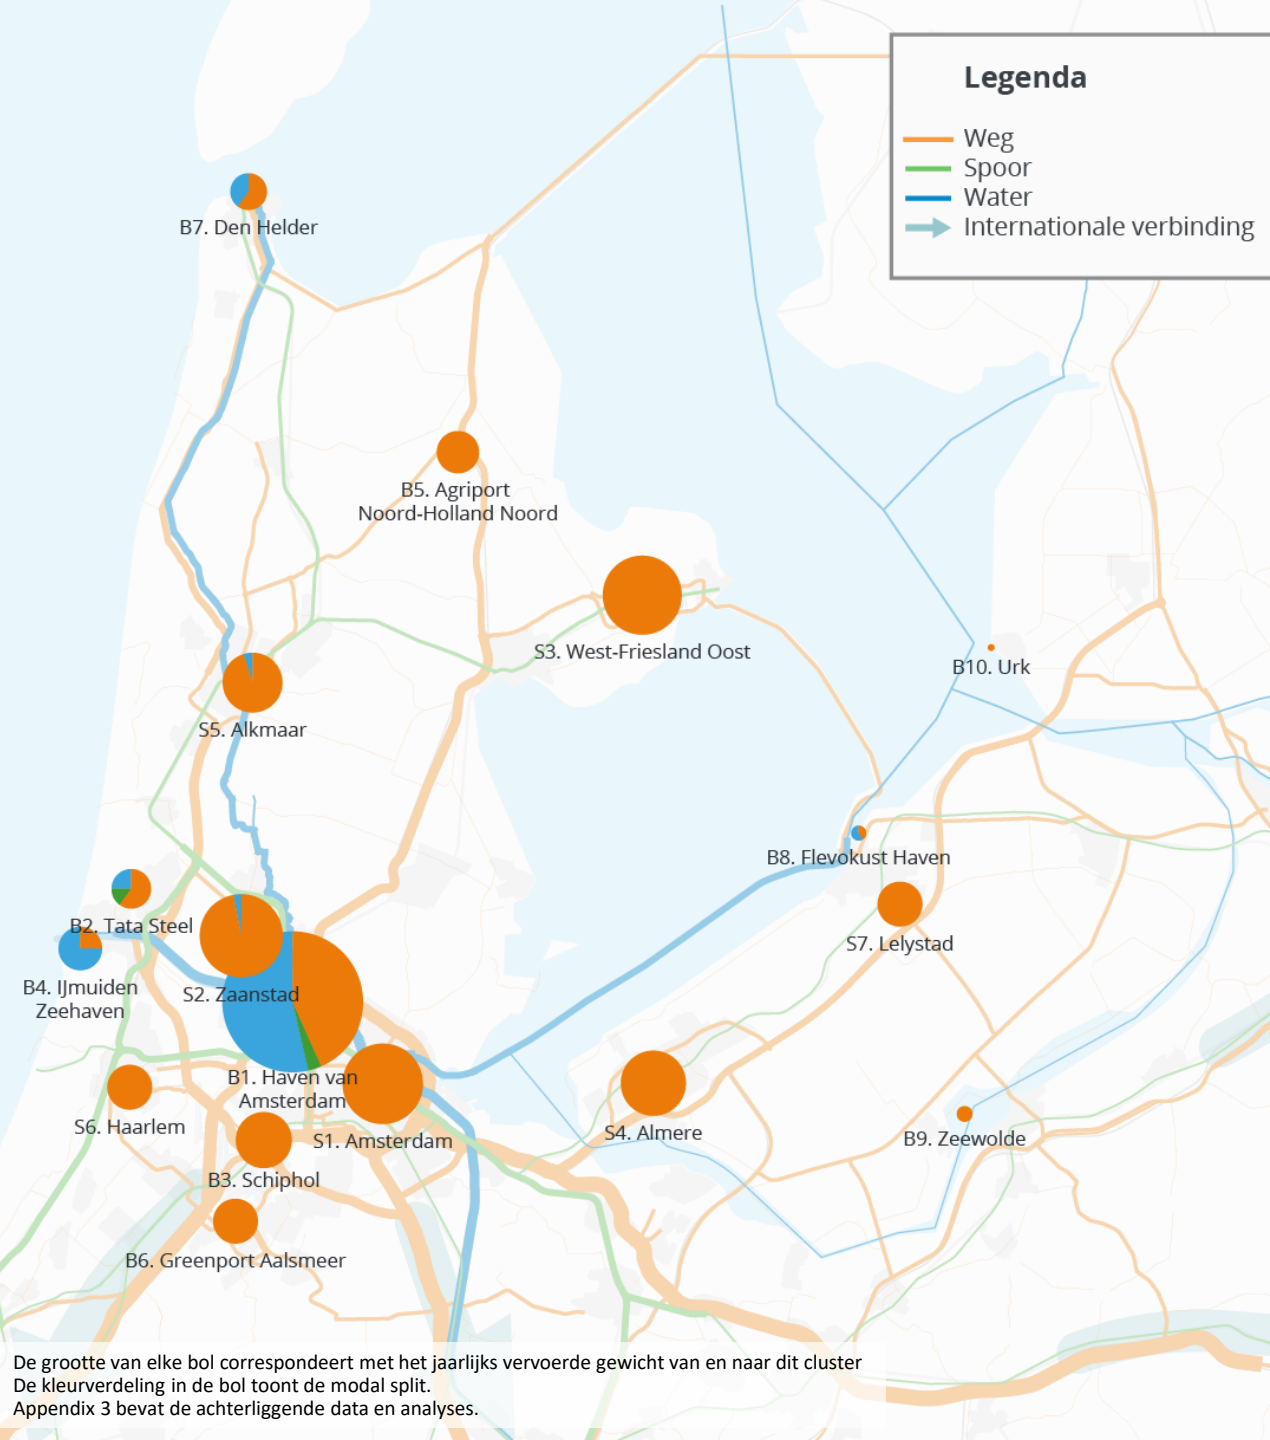 Legenda
Weg
Spoor
Water
Internationale verbinding
B7. Den Helder
B5. Agriport
Noord-Holland Noord
S3. West-Friesland Oost
B10. Urk
S5. Alkmaar
B8. Flevokust Haven
B2. Tata Steel
S7. Lelystad
B4. IJmuiden
Zeehaven
S2. Zaanstad
B1. Haven van
Amsterdam
S6. Haarlem
S1. Amsterdam
S4. Almere
B9. Zeewolde
B3. Schiphol
B6. Greenport Aalsmeer
De grootte van elke bol correspondeert met het jaarlijks vervoerde gewicht van en naar dit cluster
De kleurverdeling in de bol toont de modal split.
Appendix 3 bevat de achterliggende data en analyses.